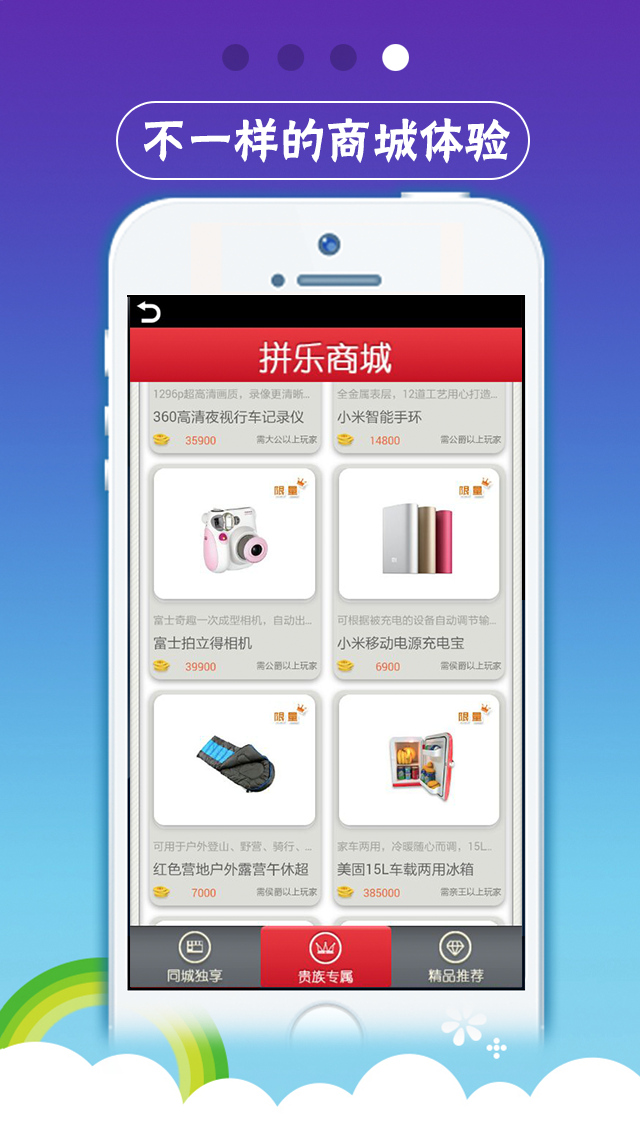 不一样的商城体验
拼乐商城
1296p超高清画质，录像更清晰...
全金属表层，12道工艺用心打造...
360高清夜视行车记录仪
小米智能手环
35900
需大公以上玩家
14800
需公爵以上玩家
限量
限量
富士奇趣一次成型相机，自动出...
可根据被充电的设备自动调节输...
富士拍立得相机
小米移动电源充电宝
39900
需公爵以上玩家
6900
需侯爵以上玩家
限量
限量
可用于户外登山、野营、骑行、...
家车两用，冷暖随心而调，15L...
红色营地户外露营午休超
美固15L车载两用冰箱
7000
需侯爵以上玩家
385000
需亲王以上玩家
同城独享
贵族专属
精品推荐